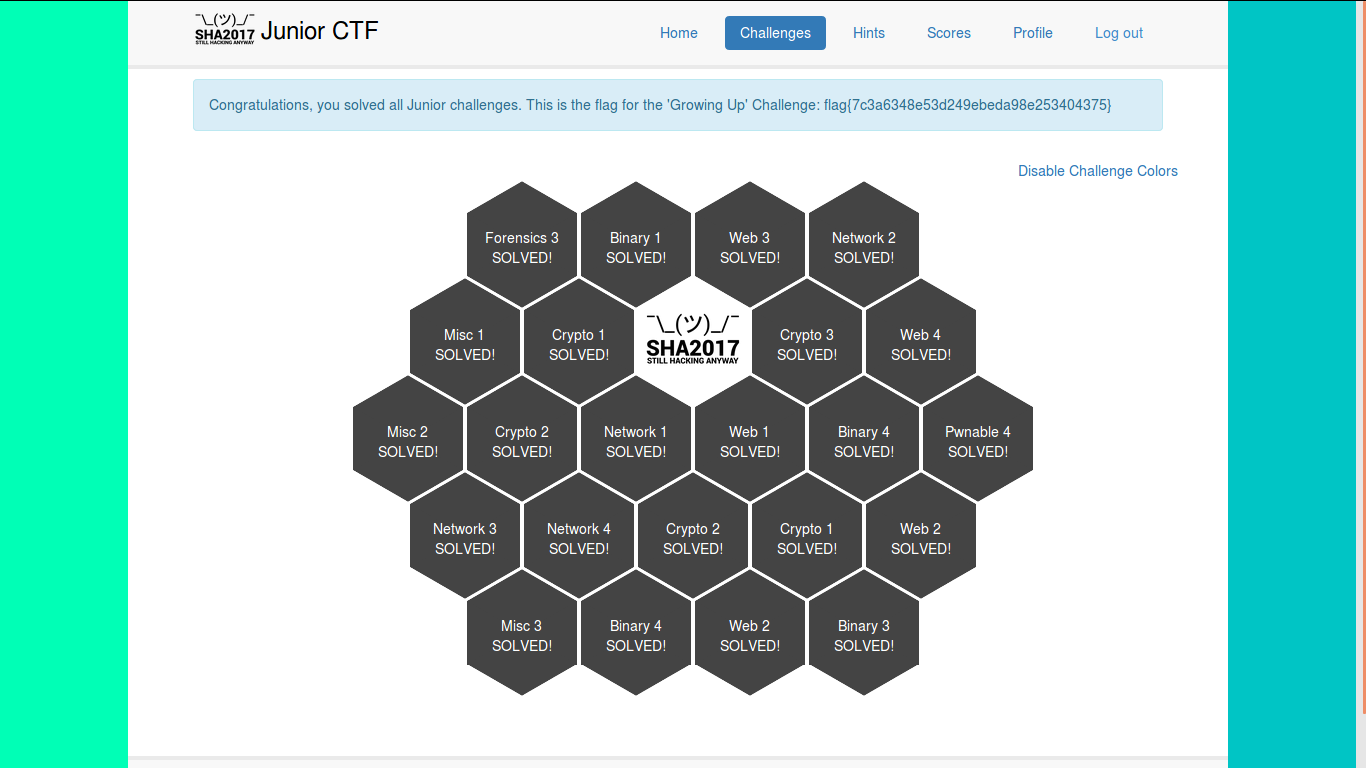 ¯\_(ツ)_/¯
SHA2017
STILL HACKING ANYWAY
Junior CTF
Home
Challenges
Hints
Scores
Profile
Log out
Congratulations, you solved all Junior challenges. This is the flag for the 'Growing Up' Challenge: flag{7c3a6348e53d249ebeda98e253404375}
Disable Challenge Colors
Forensics 3
SOLVED!
Binary 1
SOLVED!
Web 3
SOLVED!
Network 2
SOLVED!
Misc 1
SOLVED!
Crypto 1
SOLVED!
¯\_(ツ)_/¯
SHA2017
STILL HACKING ANYWAY
Crypto 3
SOLVED!
Web 4
SOLVED!
Misc 2
SOLVED!
Crypto 2
SOLVED!
Network 1
SOLVED!
Web 1
SOLVED!
Binary 4
SOLVED!
Pwnable 4
SOLVED!
Network 3
SOLVED!
Network 4
SOLVED!
Crypto 2
SOLVED!
Crypto 1
SOLVED!
Web 2
SOLVED!
Misc 3
SOLVED!
Binary 4
SOLVED!
Web 2
SOLVED!
Binary 3
SOLVED!